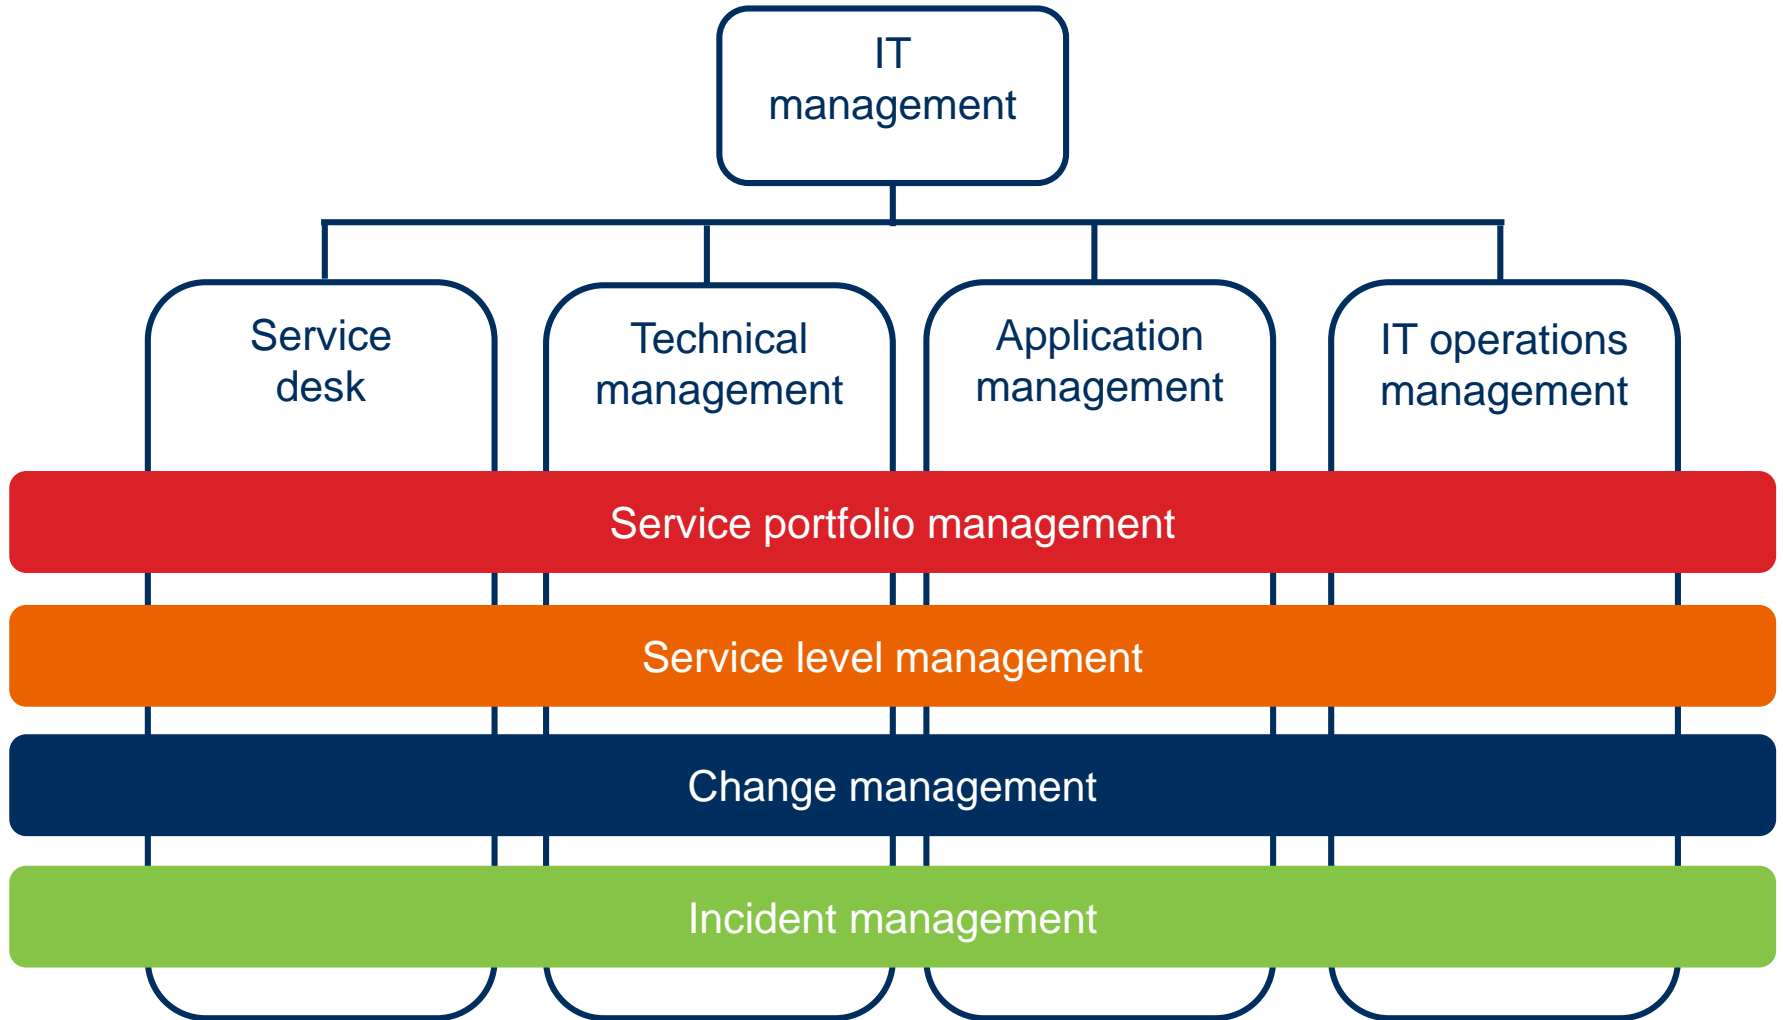 IT
management
Service
desk
Technical
management
Application
management
IT operations
management
Service portfolio management
Service level management
Change management
Incident management